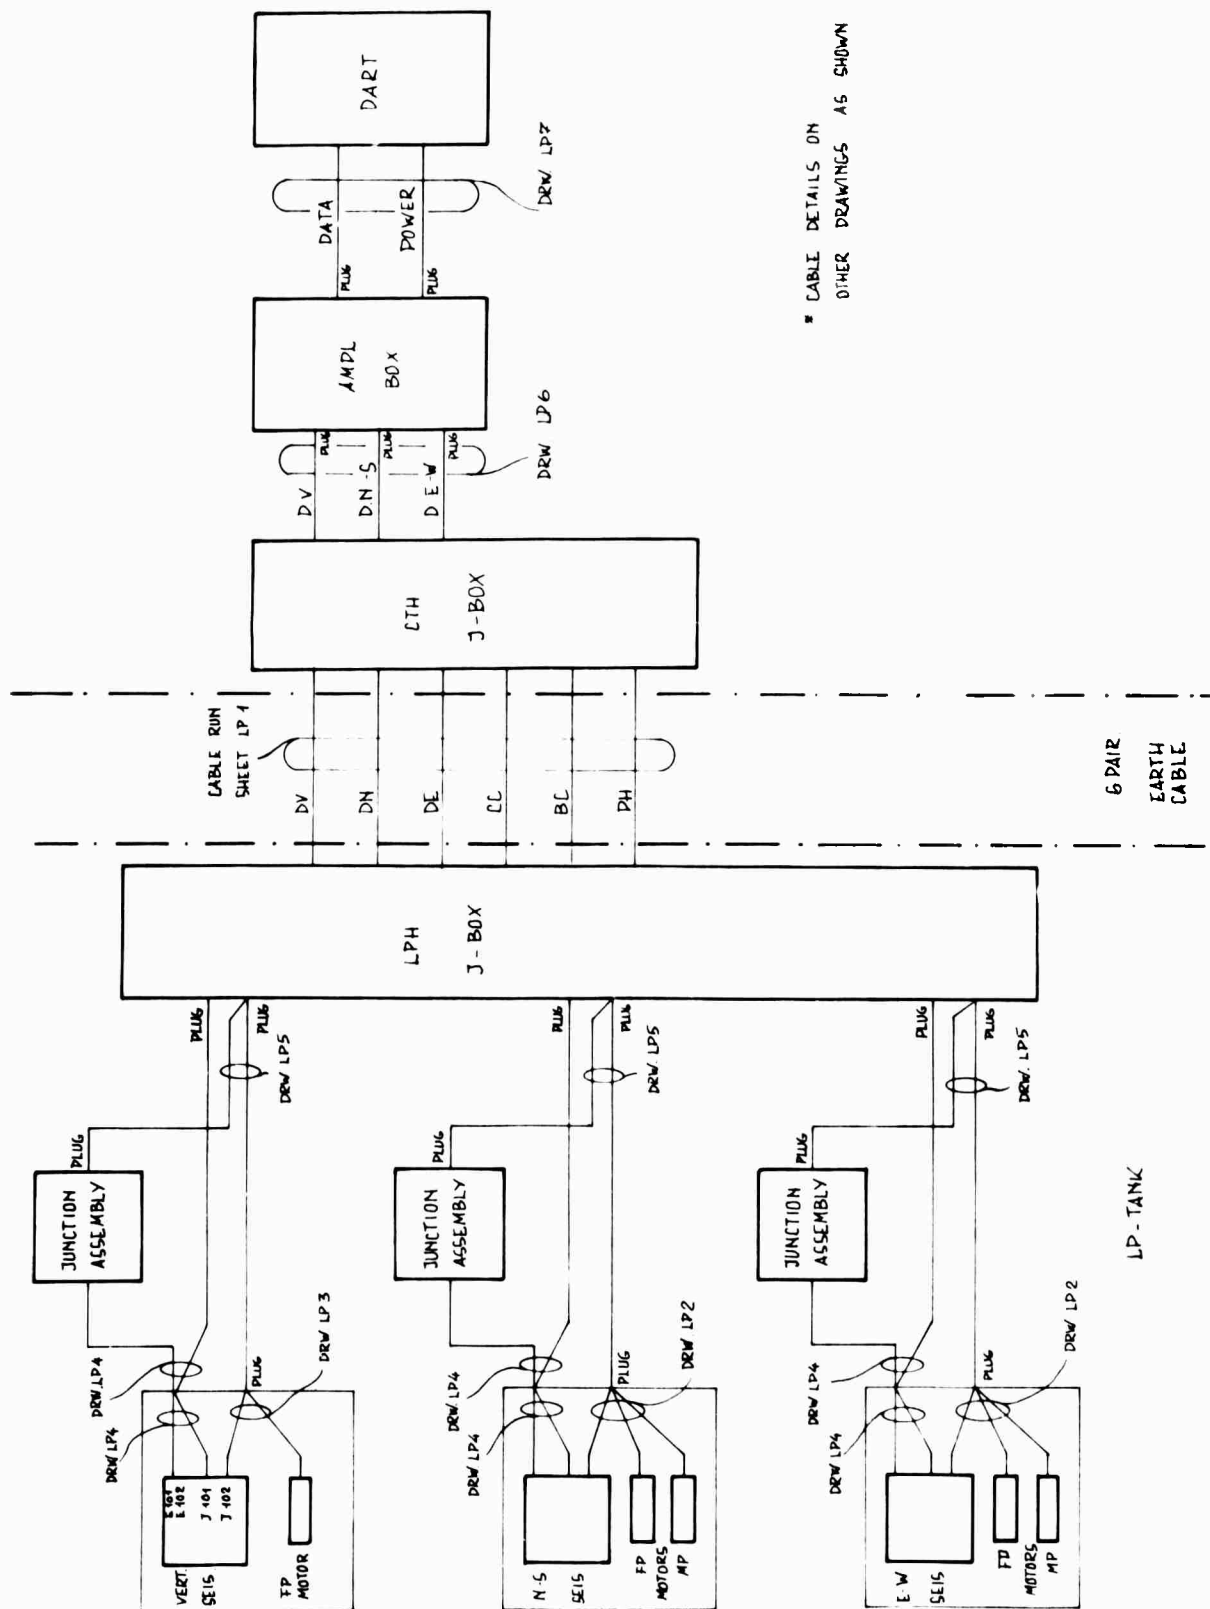 VERT.
SEIS
E 101
E 102
J 101
J 102
FP
MOTOR
DRW. LP4
DRW. LP4
DRW LP3
PLUG
JUNCTION
ASSEMBLY
PLUG
PLUG
PLUG
DRW. LP5
N-S
SEIS
FP
MOTORS
MP
DRW LP4
DRW LP4
DRW LP2
PLUG
JUNCTION
ASSEMBLY
PLUG
PLUG
PLUG
DRW. LP5
E-W
SEIS
FP
MOTORS
MP
DRW LP4
DRW LP4
DRW LP2
PLUG
JUNCTION
ASSEMBLY
PLUG
PLUG
PLUG
DRW. LP5
LP - TANK
LPH
J - BOX
CABLE RUN
SHEET LP 1
DV
DN
DE
CC
BC
PH
6 PAIR
EARTH
CABLE
CTH
J-BOX
DV
D.N-S
D E-W
PLUG
PLUG
PLUG
DRW LP6
AMPL
BOX
PLUG
PLUG
DATA
POWER
DRW. LP7
DART
* CABLE DETAILS ON
OTHER DRAWINGS AS SHOWN